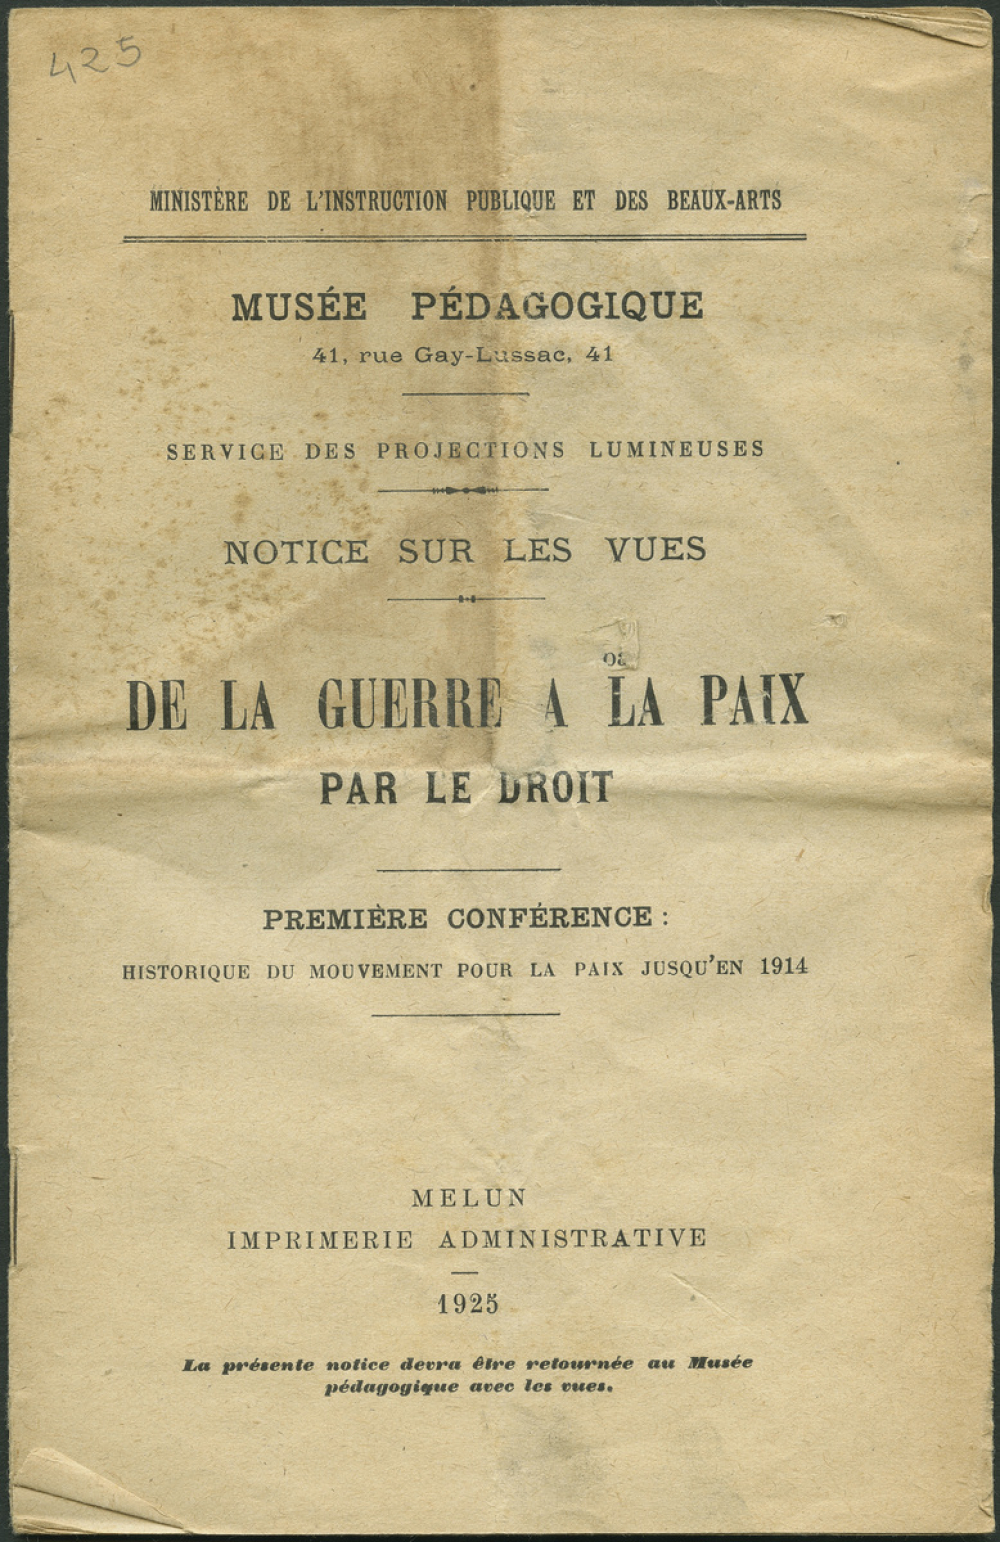 425
MINISTÈRE DE L'INSTRUCTION PUBLIQUE ET DES BEAUX-ARTS
MUSÉE PÉDAGOGIQUE
41, rue Gay-Lussac, 41
SERVICE DES PROJECTIONS LUMINEUSES
NOTICE SUR LES VUES
DE LA GUERRE A LA PAIX
PAR LE DROIT
PREMIÈRE CONFÉRENCE :
HISTORIQUE DU MOUVEMENT POUR LA PAIX JUSQU'EN 1914
MELUN
IMPRIMERIE ADMINISTRATIVE
1925
La présente notice devra être retournée au Musée
pédagogique avec les vues.